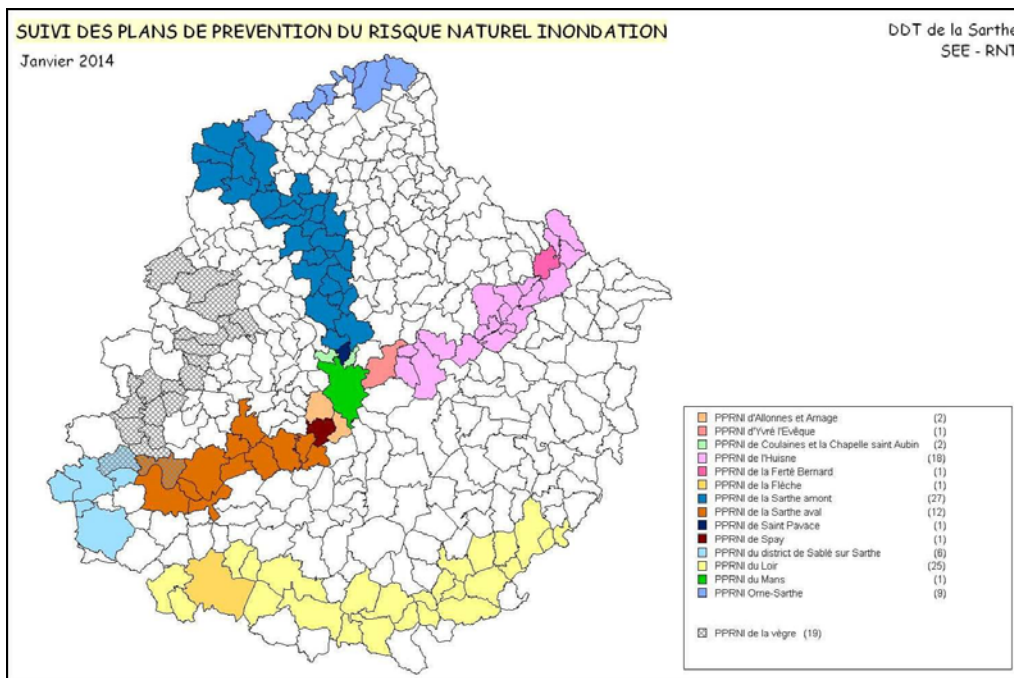 SUIVI DES PLANS DE PREVENTION DU RISQUE NATUREL INONDATION
DDT de la Sarthe
SEE - RNT
Janvier 2014
PPRNI d'Allonnes et Arnage (2)
PPRNI d'Yvré l'Evêque (1)
PPRNI de Coulaines et la Chapelle saint Aubin (2)
PPRNI de l'Huisne (18)
PPRNI de la Ferté Bernard (1)
PPRNI de la Flèche (1)
PPRNI de la Sarthe amont (27)
PPRNI de la Sarthe aval (12)
PPRNI de Saint Pavace (1)
PPRNI de Spay (1)
PPRNI du district de Sablé sur Sarthe (6)
PPRNI du Loir (25)
PPRNI du Mans (1)
PPRNI Orne-Sarthe (9)
PPRNI de la vègre (19)